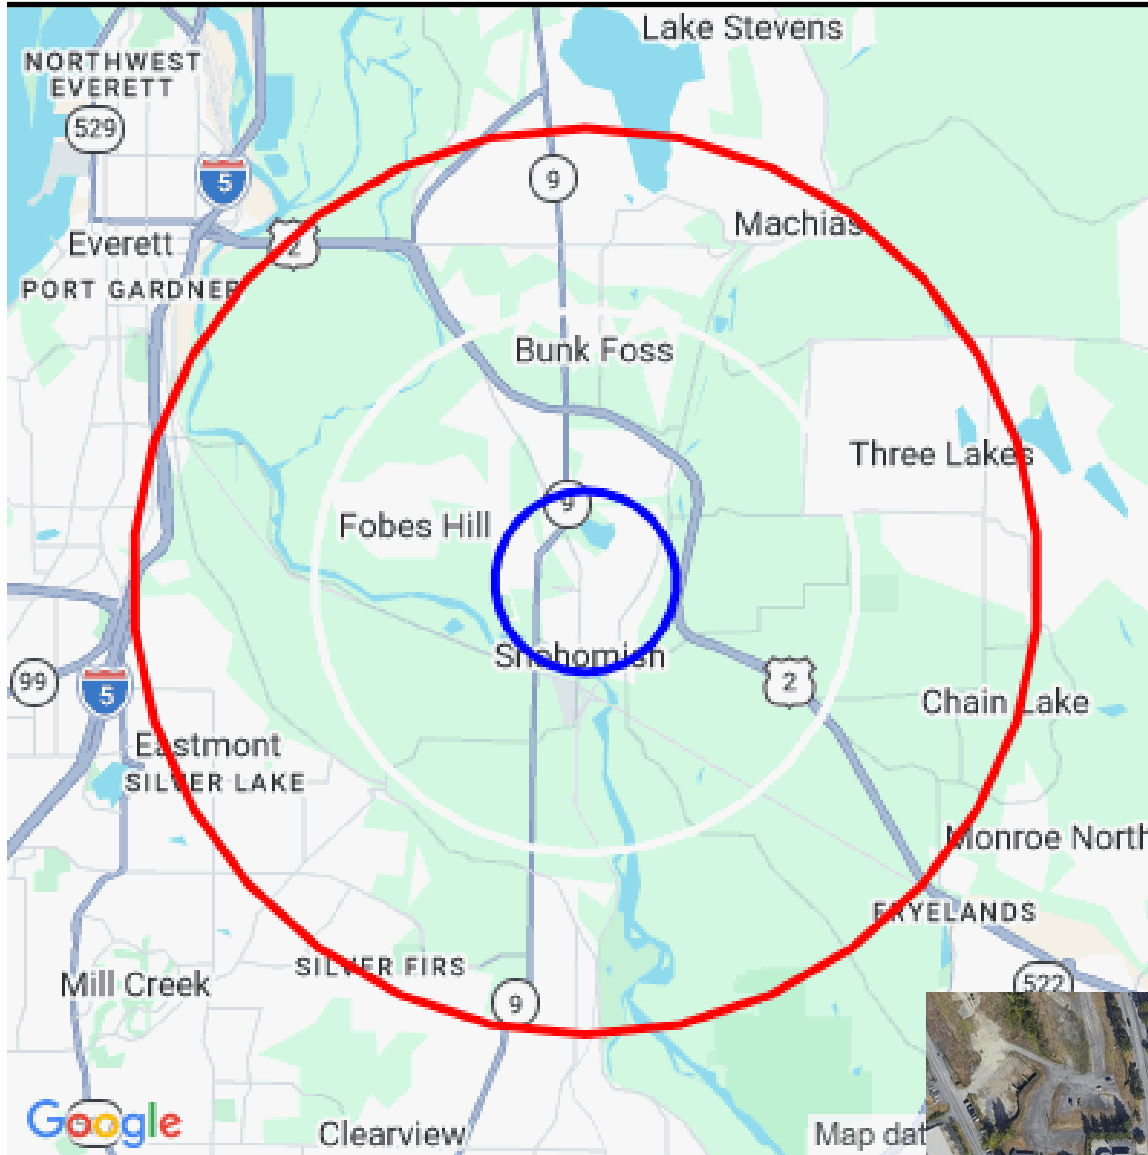 Lake Stevens
NORTHWEST
EVERETT
529
5
9
Machias
2
Everett
PORT GARDNER
Bunk Foss
Three Lakes
9
Fobes Hill
Snohomish
99
5
2
Chain Lake
Eastmont
SILVER LAKE
Monroe North
FRYELANDS
SILVER FIRS
Mill Creek
9
522
Google
Clearview
Map dat